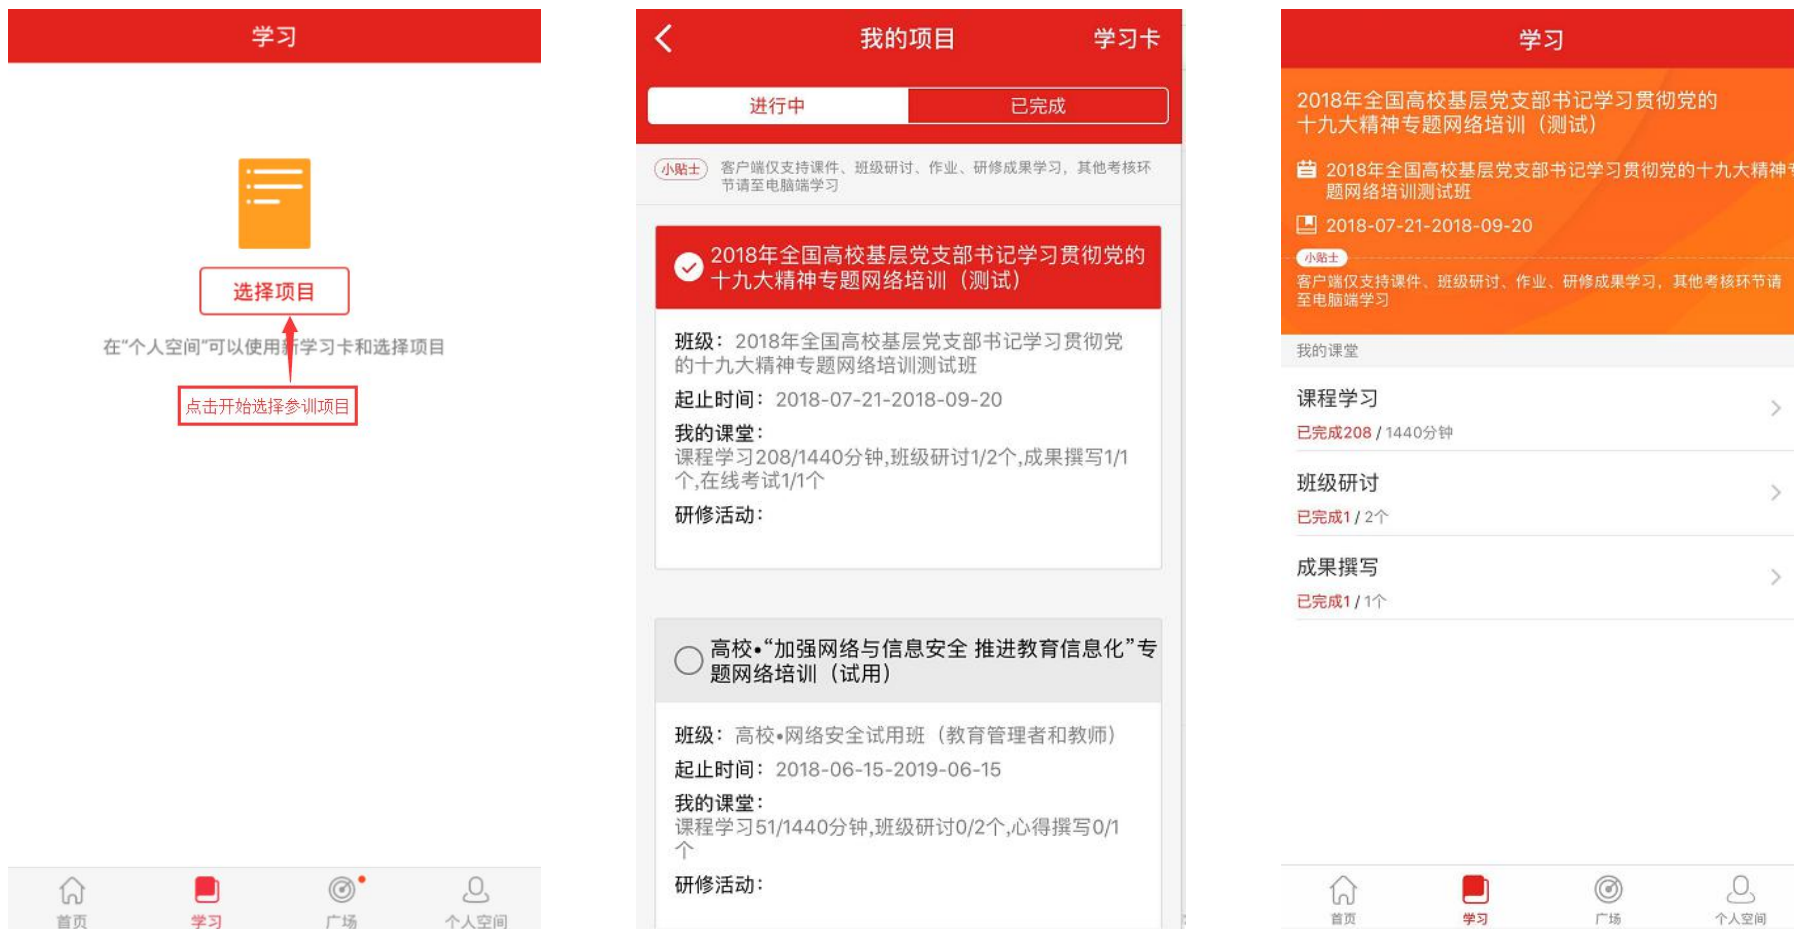 学习
选择项目
在“个人空间”可以使用新学习卡和选择项目
点击开始选择参训项目
首页
学习
广场
个人空间
我的项目
学习卡
进行中
已完成
小贴士
客户端仅支持课件、班级研讨、作业、研修成果学习，其他考核环
节请至电脑端学习
2018年全国高校基层党支部书记学习贯彻党的
十九大精神专题网络培训（测试）
班级：2018年全国高校基层党支部书记学习贯彻党
的十九大精神专题网络培训测试班
起止时间：2018-07-21-2018-09-20
我的课堂：
课程学习208/1440分钟,班级研讨1/2个,成果撰写1/1
个,在线考试1/1个
研修活动：
高校•“加强网络与信息安全 推进教育信息化”专
题网络培训（试用）
班级：高校•网络安全试用班（教育管理者和教师）
起止时间：2018-06-15-2019-06-15
我的课堂：
课程学习51/1440分钟,班级研讨0/2个,心得撰写0/1
个
研修活动：
学习
2018年全国高校基层党支部书记学习贯彻党的
十九大精神专题网络培训（测试）
2018年全国高校基层党支部书记学习贯彻党的十九大精神专
题网络培训测试班
2018-07-21-2018-09-20
小贴士
客户端仅支持课件、班级研讨、作业、研修成果学习，其他考核环节请
至电脑端学习
我的课堂
课程学习
已完成208 / 1440分钟
班级研讨
已完成1 / 2个
成果撰写
已完成1 / 1个
首页
学习
广场
个人空间